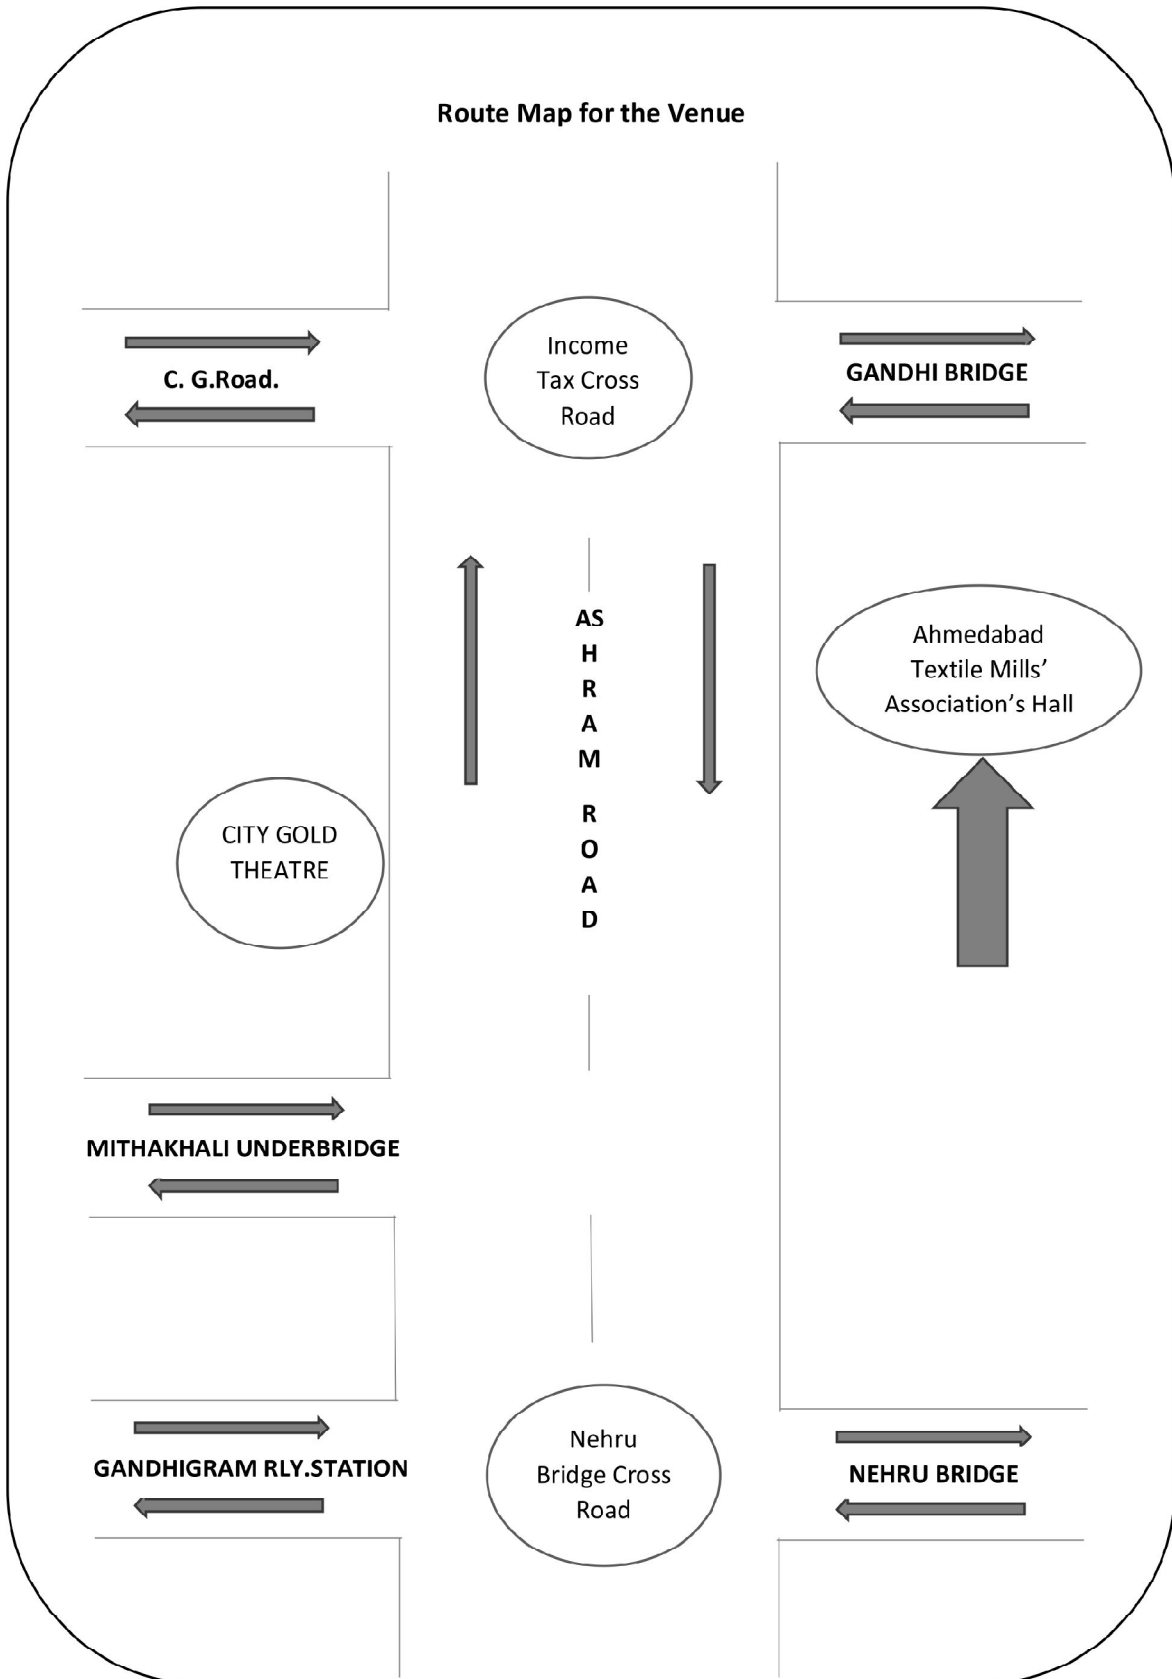 Route Map for the Venue
Income
Tax Cross
Road
C. G.Road.
GANDHI BRIDGE
AS
H
R
A
M
R
O
A
D
Ahmedabad
Textile Mills’
Association’s Hall
CITY GOLD
THEATRE
MITHAKHALI UNDERBRIDGE
GANDHIGRAM RLY.STATION
Nehru
Bridge Cross
Road
NEHRU BRIDGE